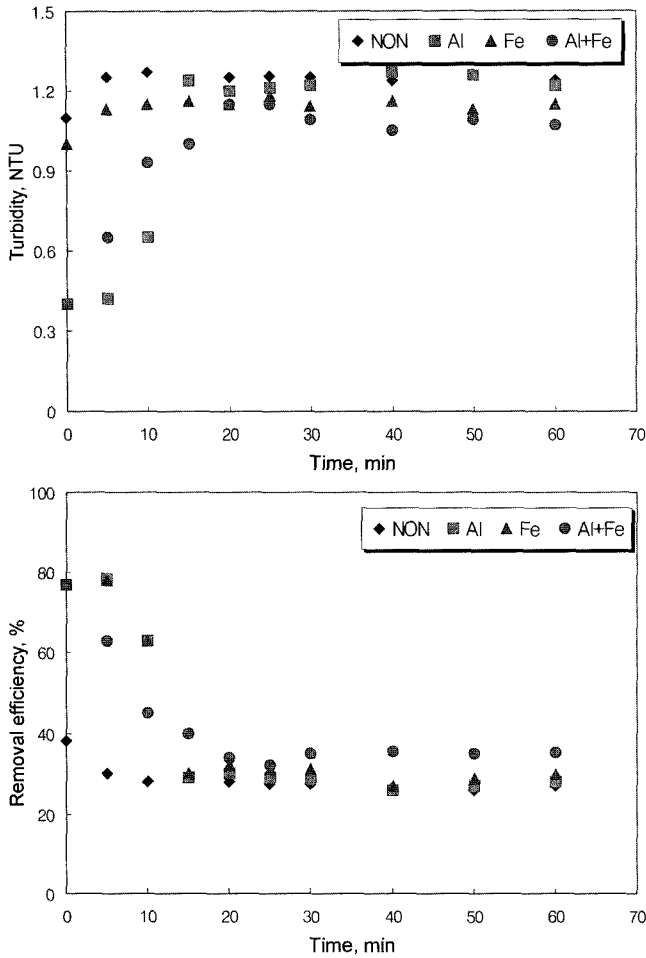 1.5
NON Al Fe Al+Fe
1.2
0.9
0.6
0.3
0
Turbidity, NTU
0 10 20 30 40 50 60 70
Time, min
100
NON Al Fe Al+Fe
80
60
40
20
0
Removal efficiency, %
0 10 20 30 40 50 60 70
Time, min